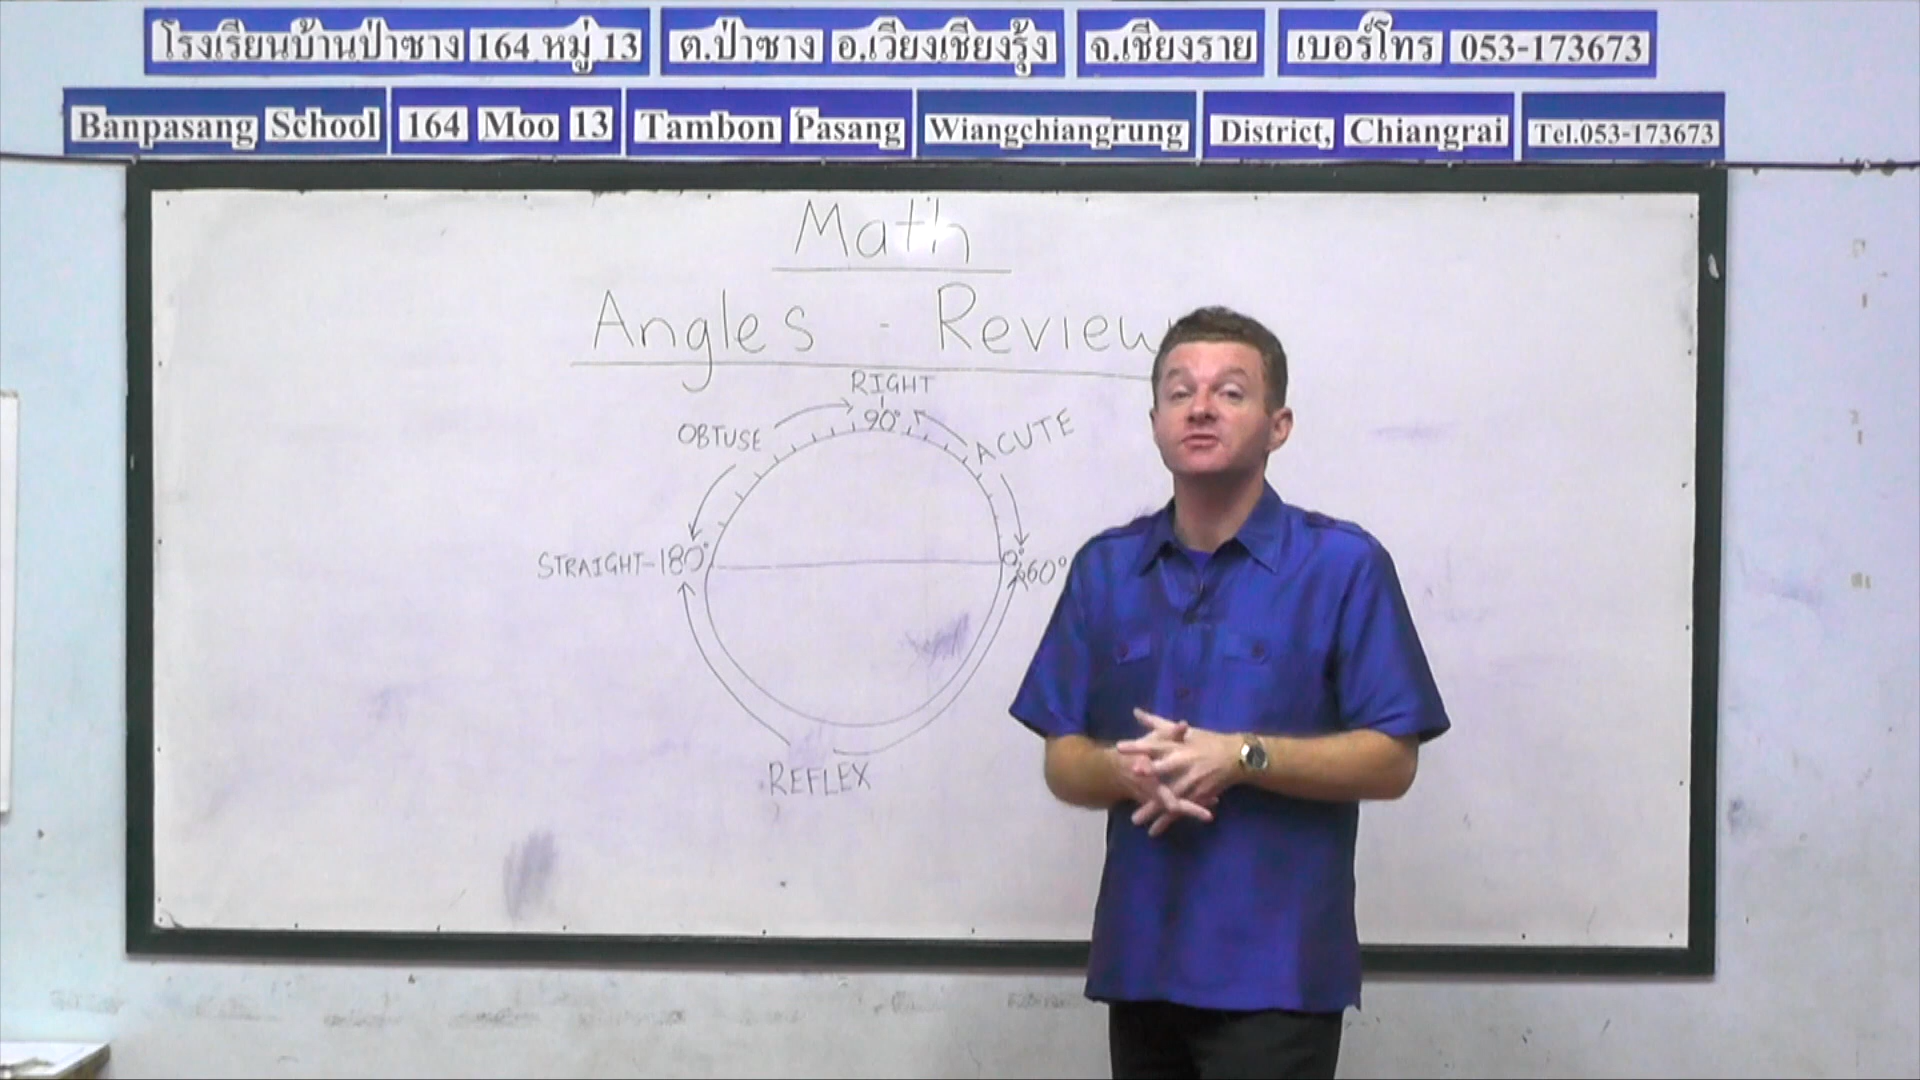 โรงเรียนบ้านป่าซาง 164 หมู่ 13 ต.ป่าซาง อ.เวียงเชียงรุ้ง จ.เชียงราย เบอร์โทร 053-173673
Banpasang School 164 Moo 13 Tambon Pasang Wiangchiangrung District, Chiangrai Tel.053-173673
Math
Angles - Review
RIGHT
90°
OBTUSE
ACUTE
STRAIGHT-180°
0°
360°
REFLEX